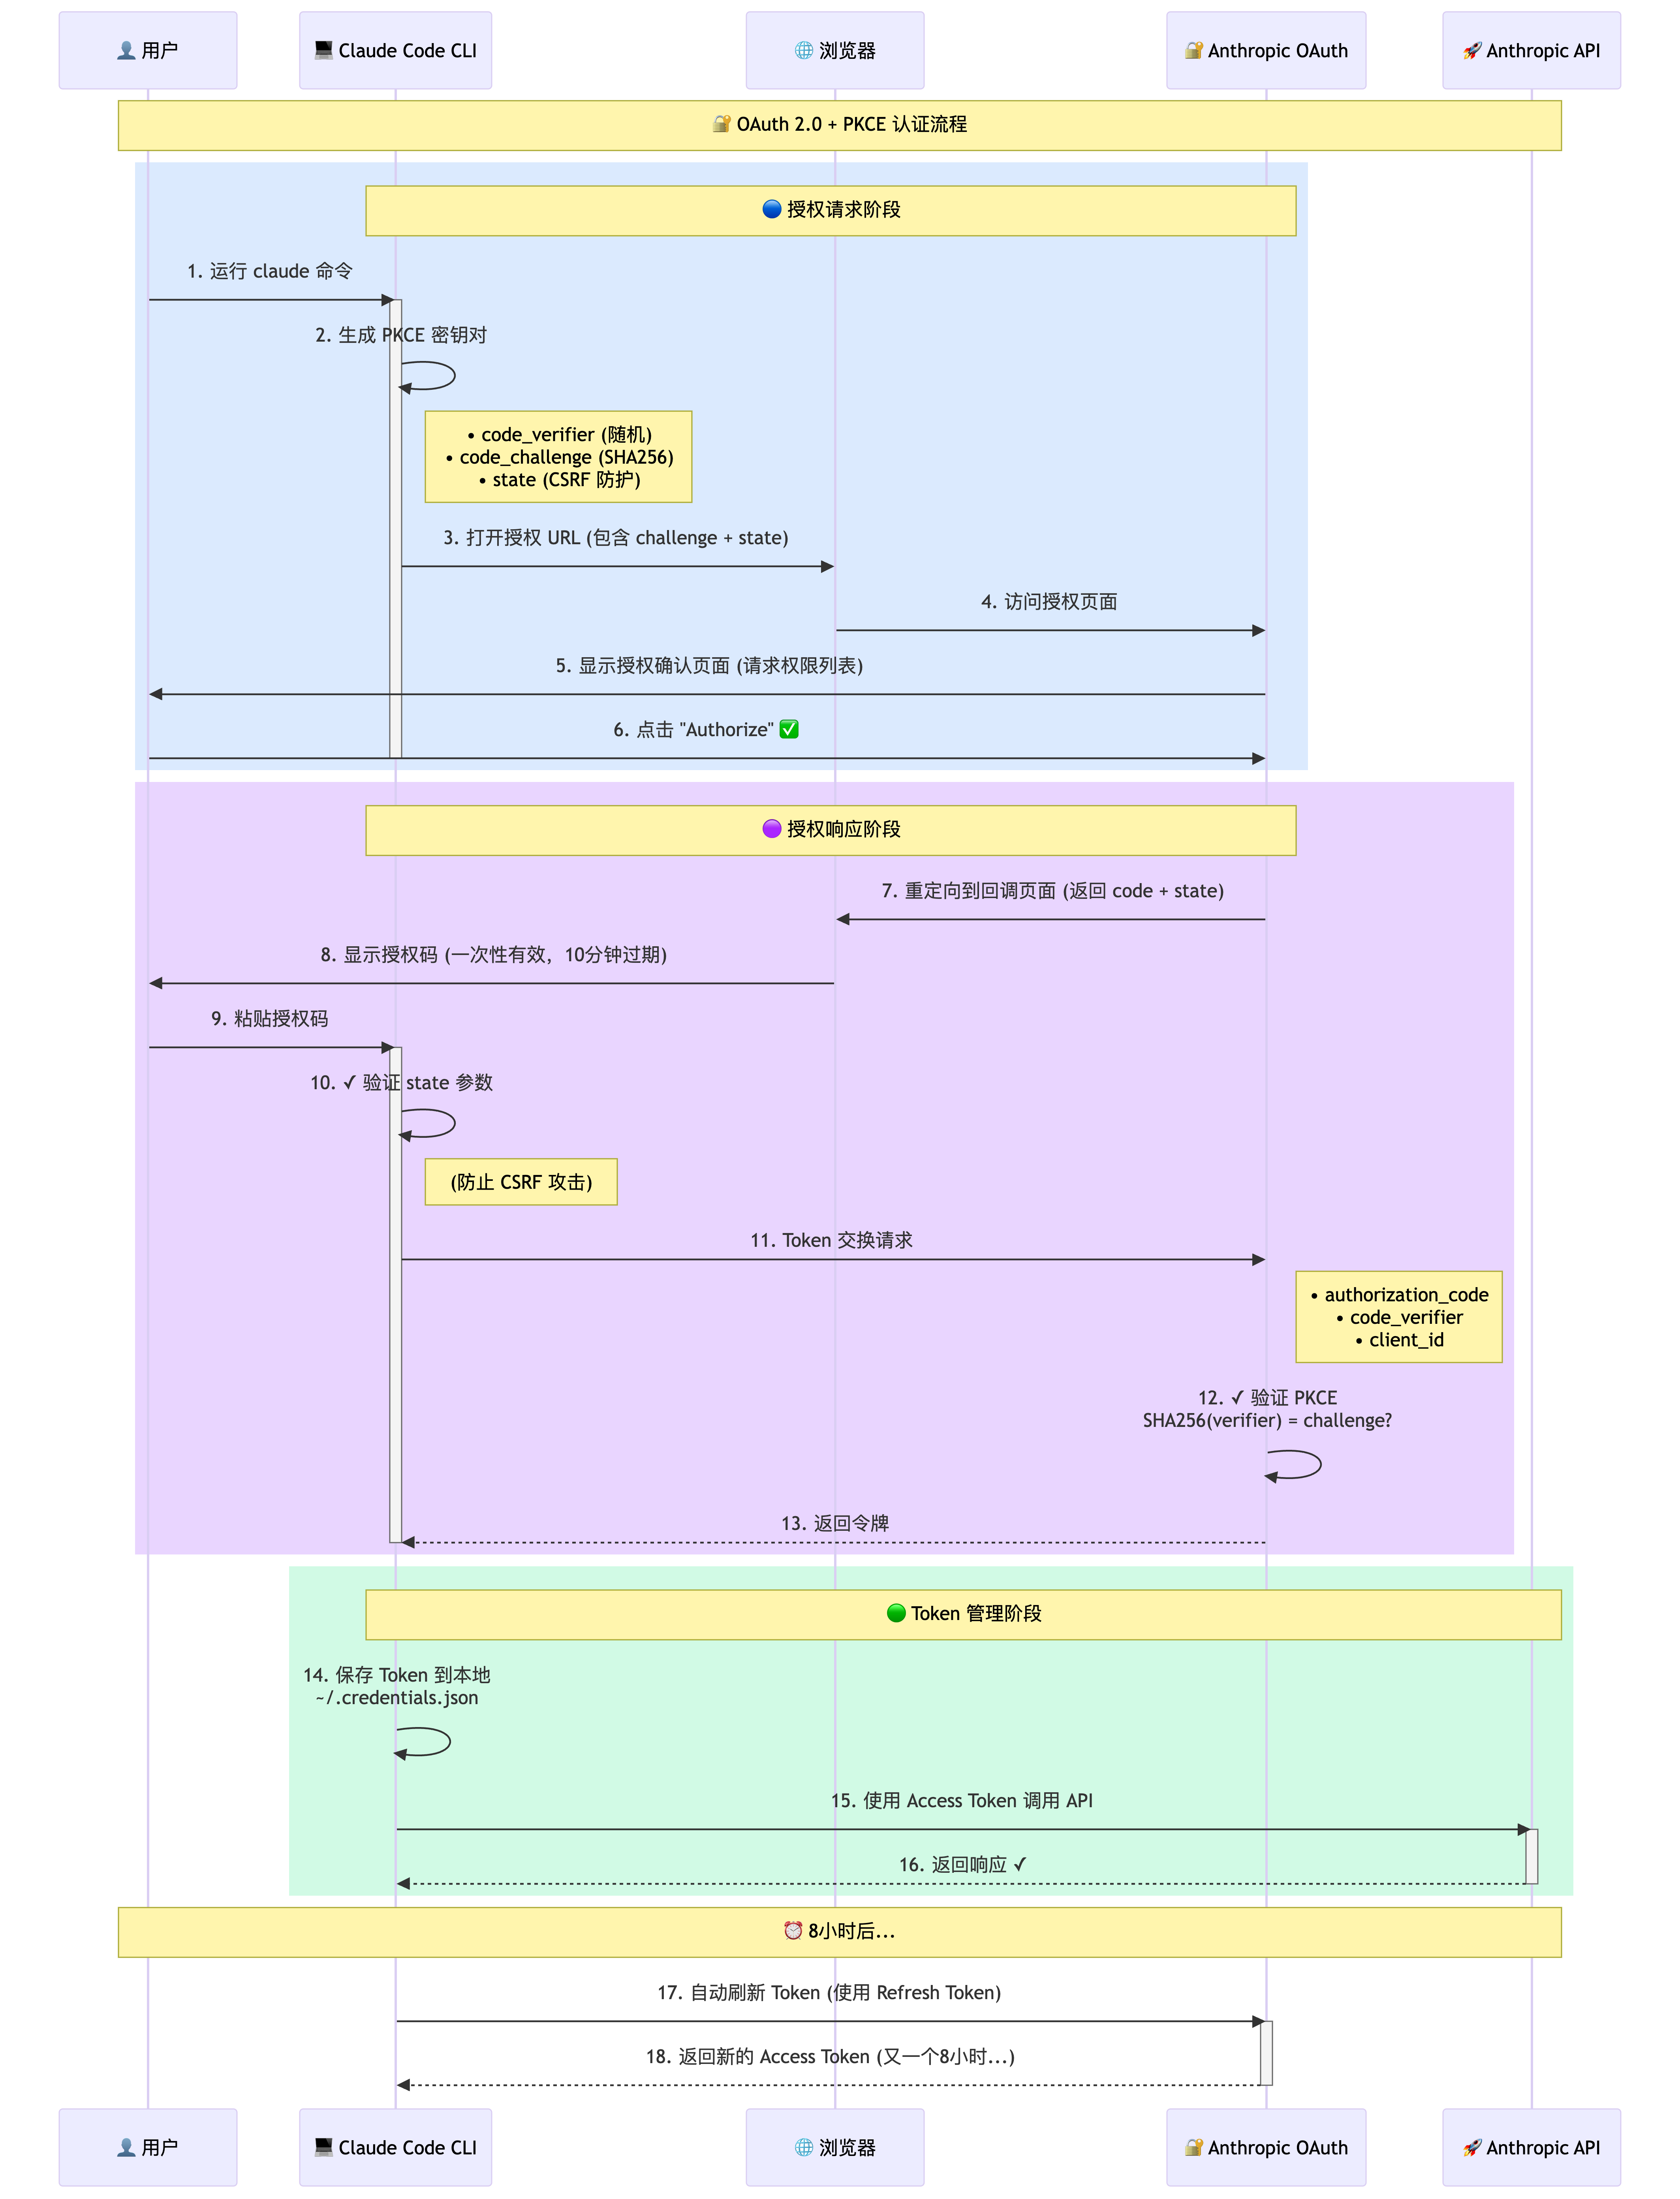 👤 用户
💻 Claude Code CLI
🌐 浏览器
🔐 Anthropic OAuth
🚀 Anthropic API
🔐 OAuth 2.0 + PKCE 认证流程
🔵 授权请求阶段
1. 运行 claude 命令
2. 生成 PKCE 密钥对
• code_verifier (随机)
• code_challenge (SHA256)
• state (CSRF 防护)
3. 打开授权 URL (包含 challenge + state)
4. 访问授权页面
5. 显示授权确认页面 (请求权限列表)
6. 点击 "Authorize" ✅
🟣 授权响应阶段
7. 重定向到回调页面 (返回 code + state)
8. 显示授权码 (一次性有效，10分钟过期)
9. 粘贴授权码
10. ✓ 验证 state 参数
(防止 CSRF 攻击)
11. Token 交换请求
• authorization_code
• code_verifier
• client_id
12. ✓ 验证 PKCE
SHA256(verifier) = challenge?
13. 返回令牌
🟢 Token 管理阶段
14. 保存 Token 到本地
~/.credentials.json
15. 使用 Access Token 调用 API
16. 返回响应 ✓
⏰ 8小时后...
17. 自动刷新 Token (使用 Refresh Token)
18. 返回新的 Access Token (又一个8小时...)
👤 用户
💻 Claude Code CLI
🌐 浏览器
🔐 Anthropic OAuth
🚀 Anthropic API